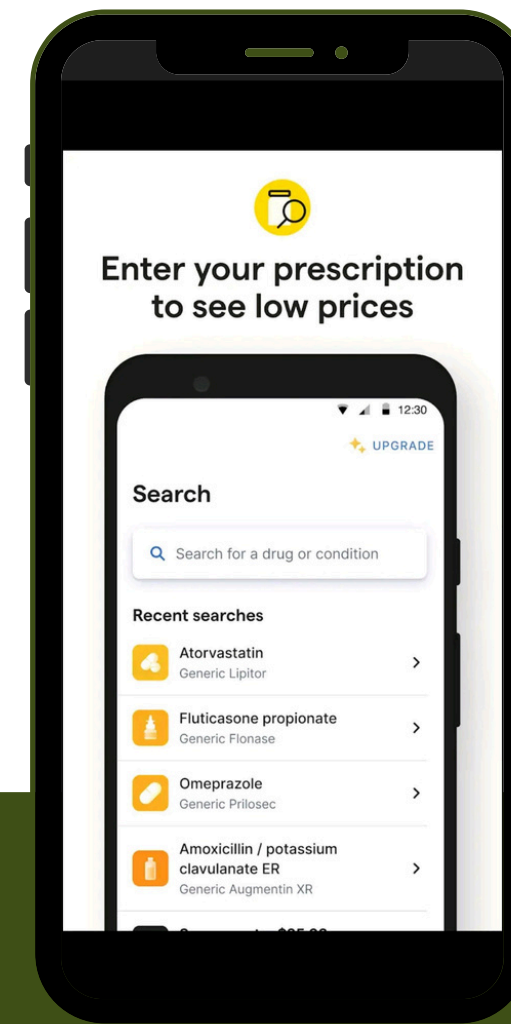 Enter your prescription
to see low prices
12:30
UPGRADE
Search
Search for a drug or condition
Recent searches
Atorvastatin
Generic Lipitor
Fluticasone propionate
Generic Flonase
Omeprazole
Generic Prilosec
Amoxicillin / potassium
clavulanate ER
Generic Augmentin XR